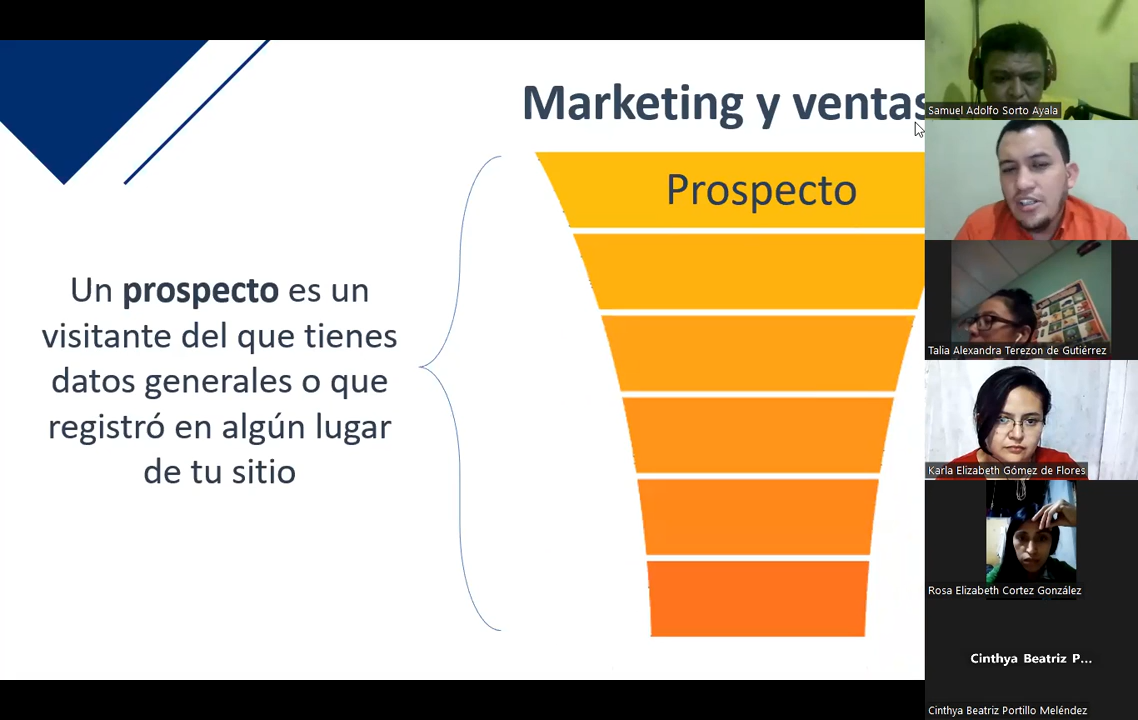 Marketing y ventas
Prospecto
Un prospecto es un
visitante del que tienes
datos generales o que
registró en algún lugar
de tu sitio
Samuel Adolfo Sorto Ayala
Talia Alexandra Terezon de Gutiérrez
Karla Elizabeth Gómez de Flores
Rosa Elizabeth Cortez González
Cinthya Beatriz P...
Cinthya Beatriz Portillo Meléndez